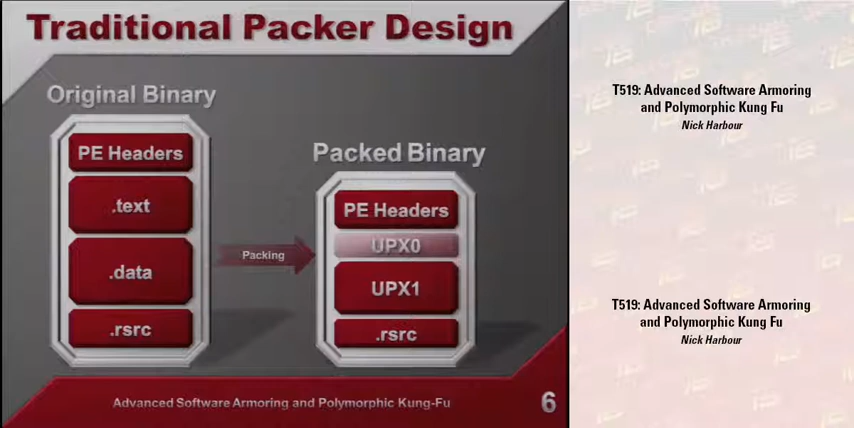 Traditional Packer Design
Original Binary
PE Headers
.text
.data
.rsrc
Packing
Packed Binary
PE Headers
UPX0
UPX1
.rsrc
Advanced Software Armoring and Polymorphic Kung-Fu
6
T519: Advanced Software Armoring
and Polymorphic Kung Fu
Nick Harbour
T519: Advanced Software Armoring
and Polymorphic Kung Fu
Nick Harbour